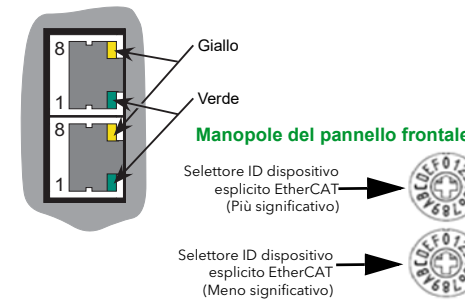 8
Giallo
1
Verde
8
1
Manopole del pannello frontale
Selettore ID dispositivo
esplicito EtherCAT
(Più significativo)
Selettore ID dispositivo
esplicito EtherCAT
(Meno significativo)